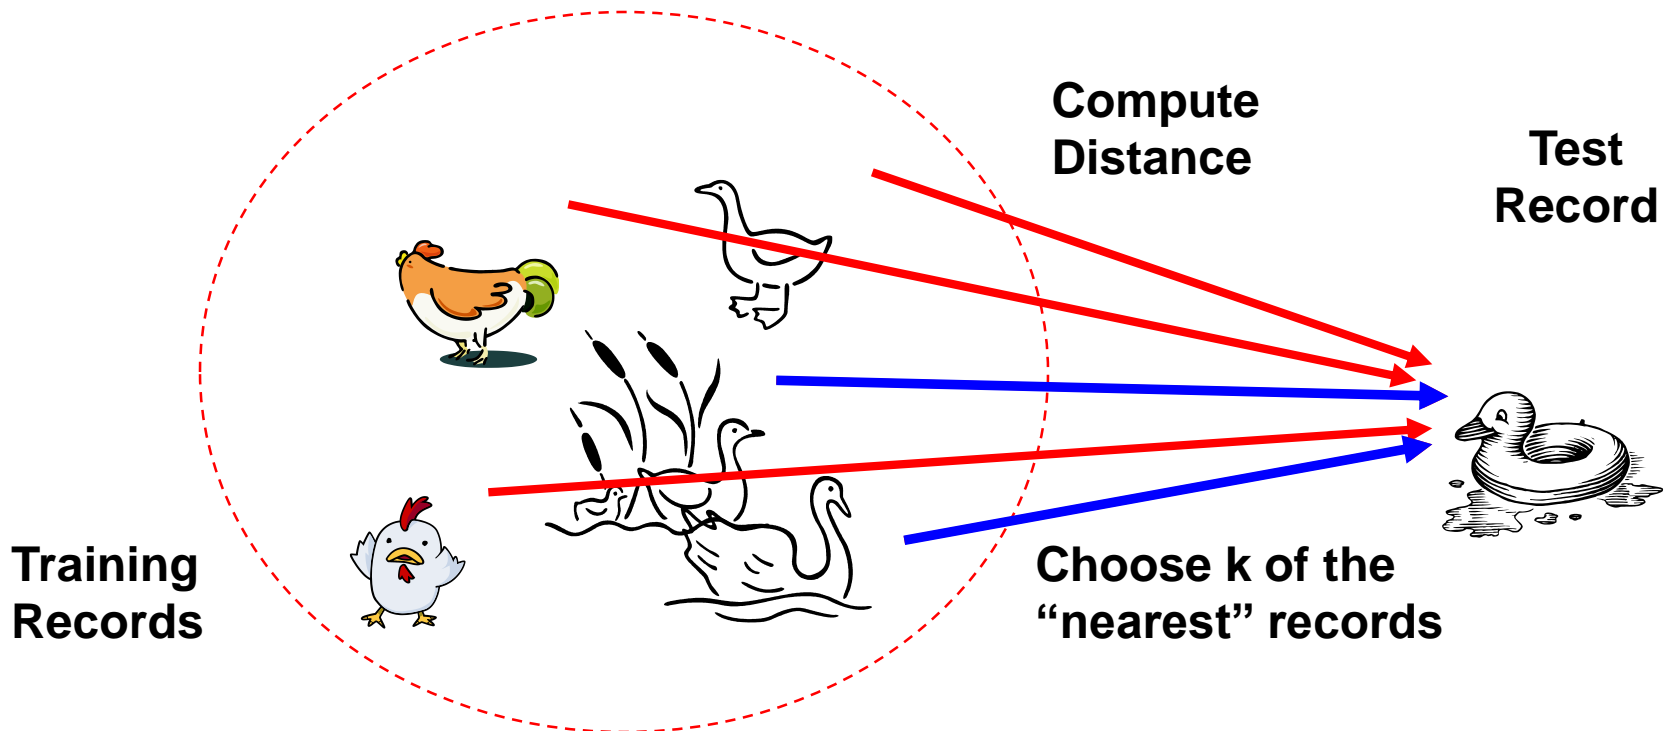 Compute
Distance
Test
Record
Training
Records
Choose k of the
“nearest” records